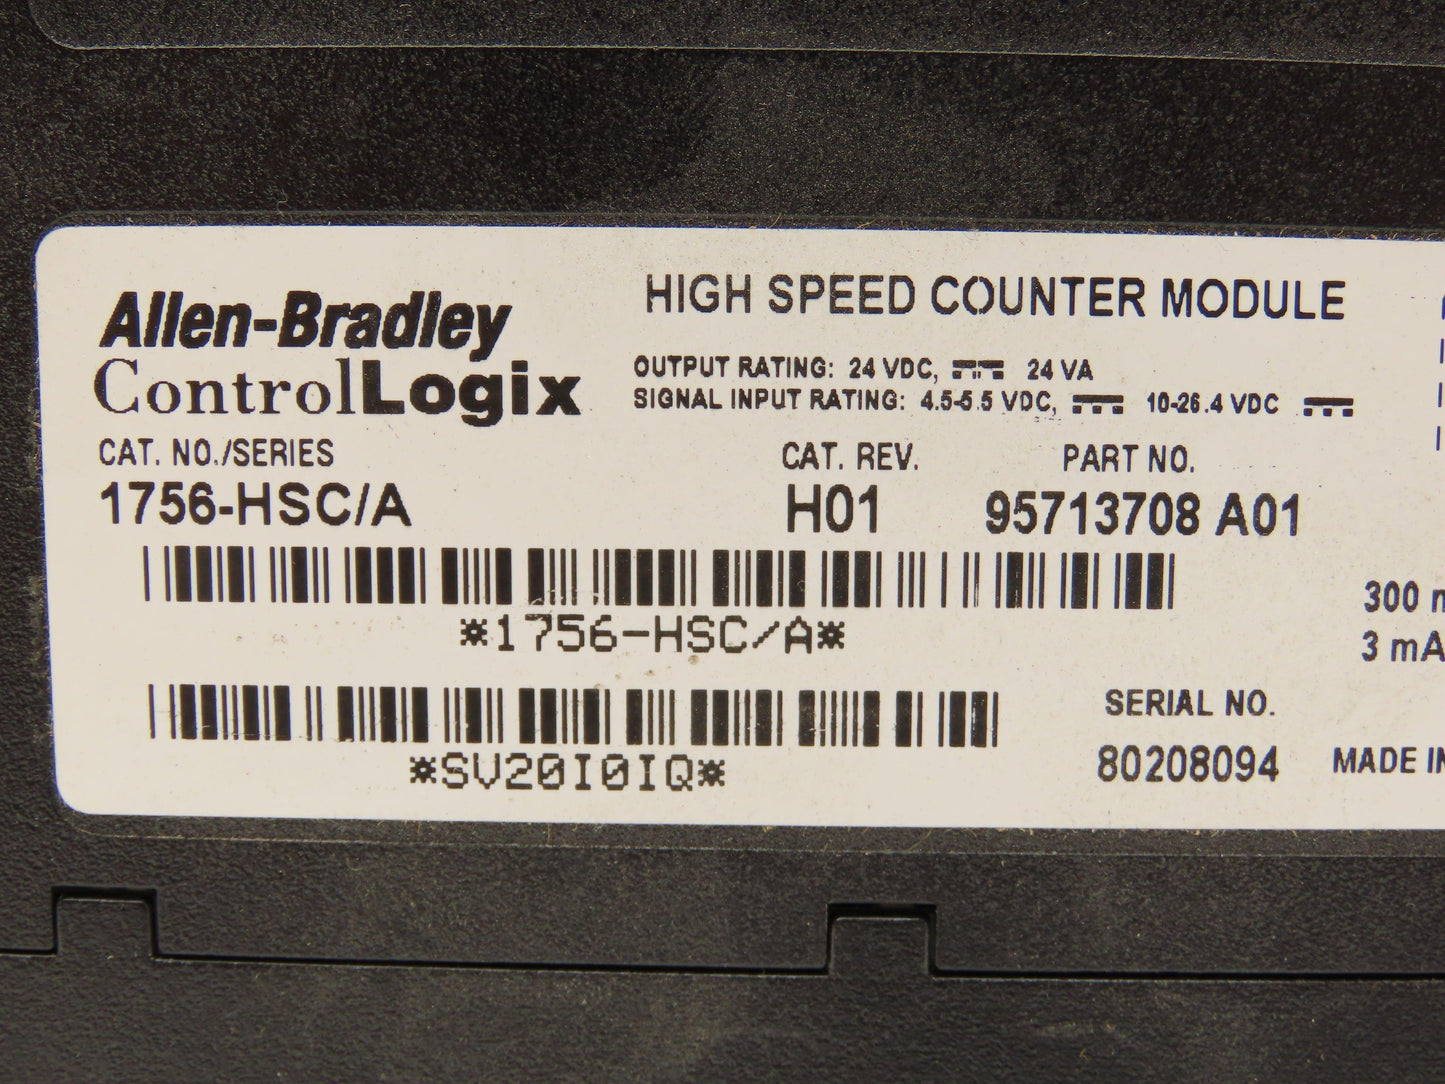 Allen-Bradley
ControlLogix
HIGH SPEED COUNTER MODULE
OUTPUT RATING: 24 VDC, 24 VA
SIGNAL INPUT RATING: 4.5-5.5 VDC, 10-26.4 VDC
CAT. NO./SERIES CAT. REV. PART NO.
1756-HSC/A H01 95713708 A01
*1756-HSC/A*
300
3 mA
SERIAL NO.
*SV20I0IQ* 80208094 MADE IN